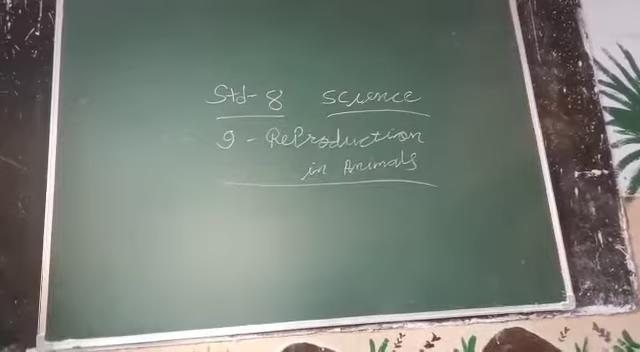 Std-8 Science
9 - Reproduction
in Animals